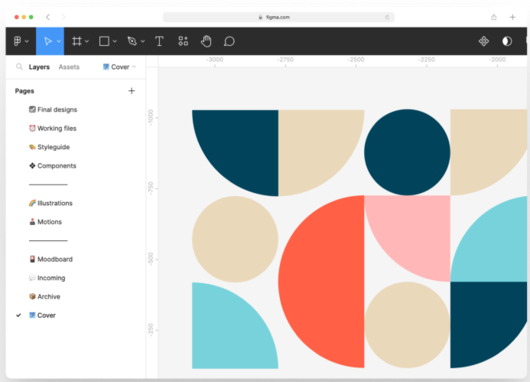 figma.com
Layers Assets Cover
Pages
Final designs
Working files
Styleguide
Components
Illustrations
Motions
Moodboard
Incoming
Archive
Cover
-3000 -2750 -2500 -2250 -2000
-1000
-750
-500
-250